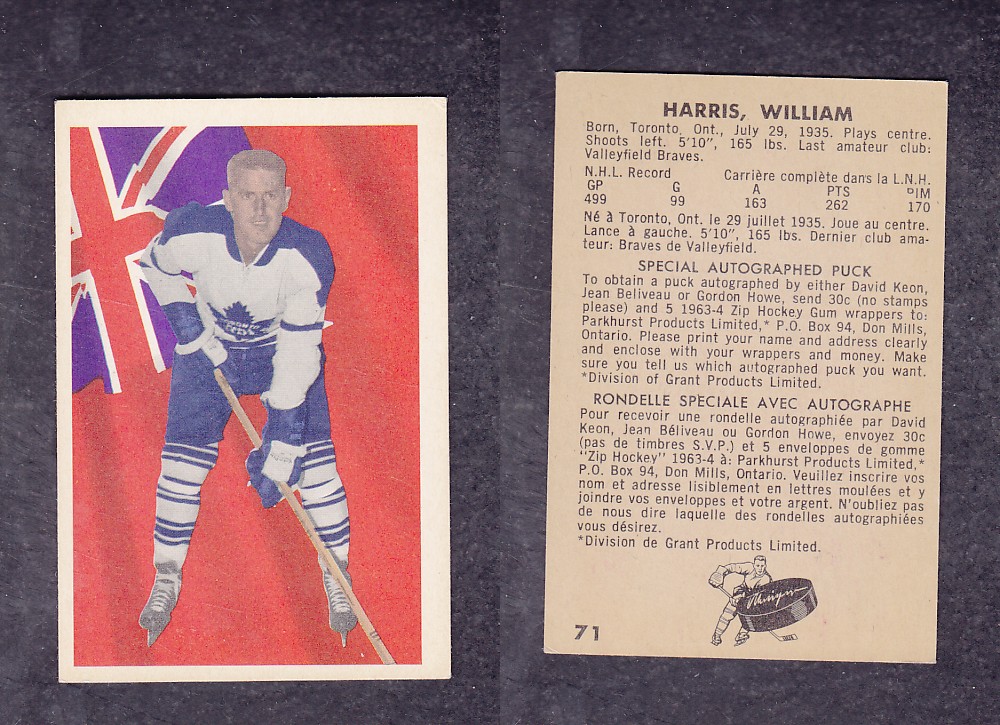 TORONTO
HARRIS, WILLIAM
Born, Toronto, Ont., July 29, 1935. Plays centre.
Shoots left. 5'10", 165 lbs. Last amateur club:
Valleyfield Braves.
N.H.L. Record Carrière complète dans la L.N.H.
GP G A PTS PIM
499 99 163 262 170
Né à Toronto, Ont. le 29 juillet 1935. Joue au centre.
Lance à gauche. 5'10", 165 lbs. Dernier club ama-
teur: Braves de Valleyfield.
SPECIAL AUTOGRAPHED PUCK
To obtain a puck autographed by either David Keon,
Jean Beliveau or Gordon Howe, send 30c (no stamps
please) and 5 1963-4 Zip Hockey Gum wrappers to:
Parkhurst Products Limited,* P.O. Box 94, Don Mills,
Ontario. Please print your name and address clearly
and enclose with your wrappers and money. Make
sure you tell us which autographed puck you want.
*Division of Grant Products Limited.
RONDELLE SPECIALE AVEC AUTOGRAPHE
Pour recevoir une rondelle autographiée par David
Keon, Jean Béliveau ou Gordon Howe, envoyez 30c
(pas de timbres S.V.P.) et 5 enveloppes de gomme
"Zip Hockey" 1963-4 à: Parkhurst Products Limited,*
P.O. Box 94, Don Mills, Ontario. Veuillez inscrire vos
nom et adresse lisiblement en lettres moulées et y
joindre vos enveloppes et votre argent. N'oubliez pas
de nous dire laquelle des rondelles autographiées
vous désirez.
*Division de Grant Products Limited.
71